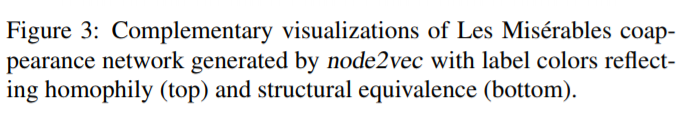 Figure 3: Complementary visualizations of Les Misérables coap-
pearance network generated by node2vec with label colors reflect-
ing homophily (top) and structural equivalence (bottom).